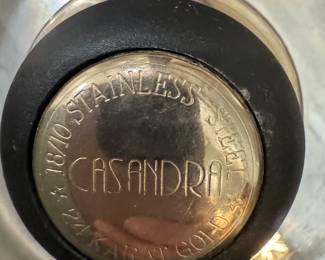 ☆ 18/10 STAINLESS STEEL ☆
CASANDRA
24 KARAT GOLD